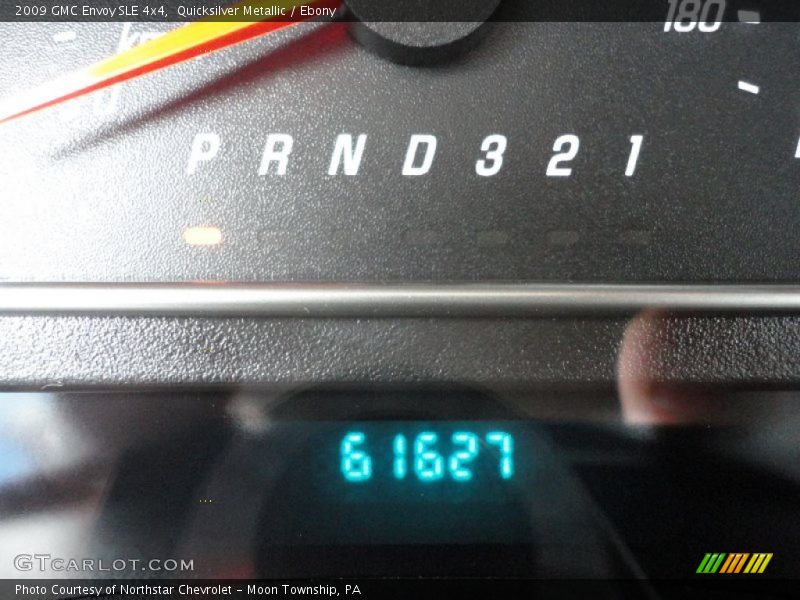 2009 GMC Envoy SLE 4x4, Quicksilver Metallic / Ebony
km
180
P R N D 3 2 1
61627
GTCARLOT.COM
Photo Courtesy of Northstar Chevrolet - Moon Township, PA